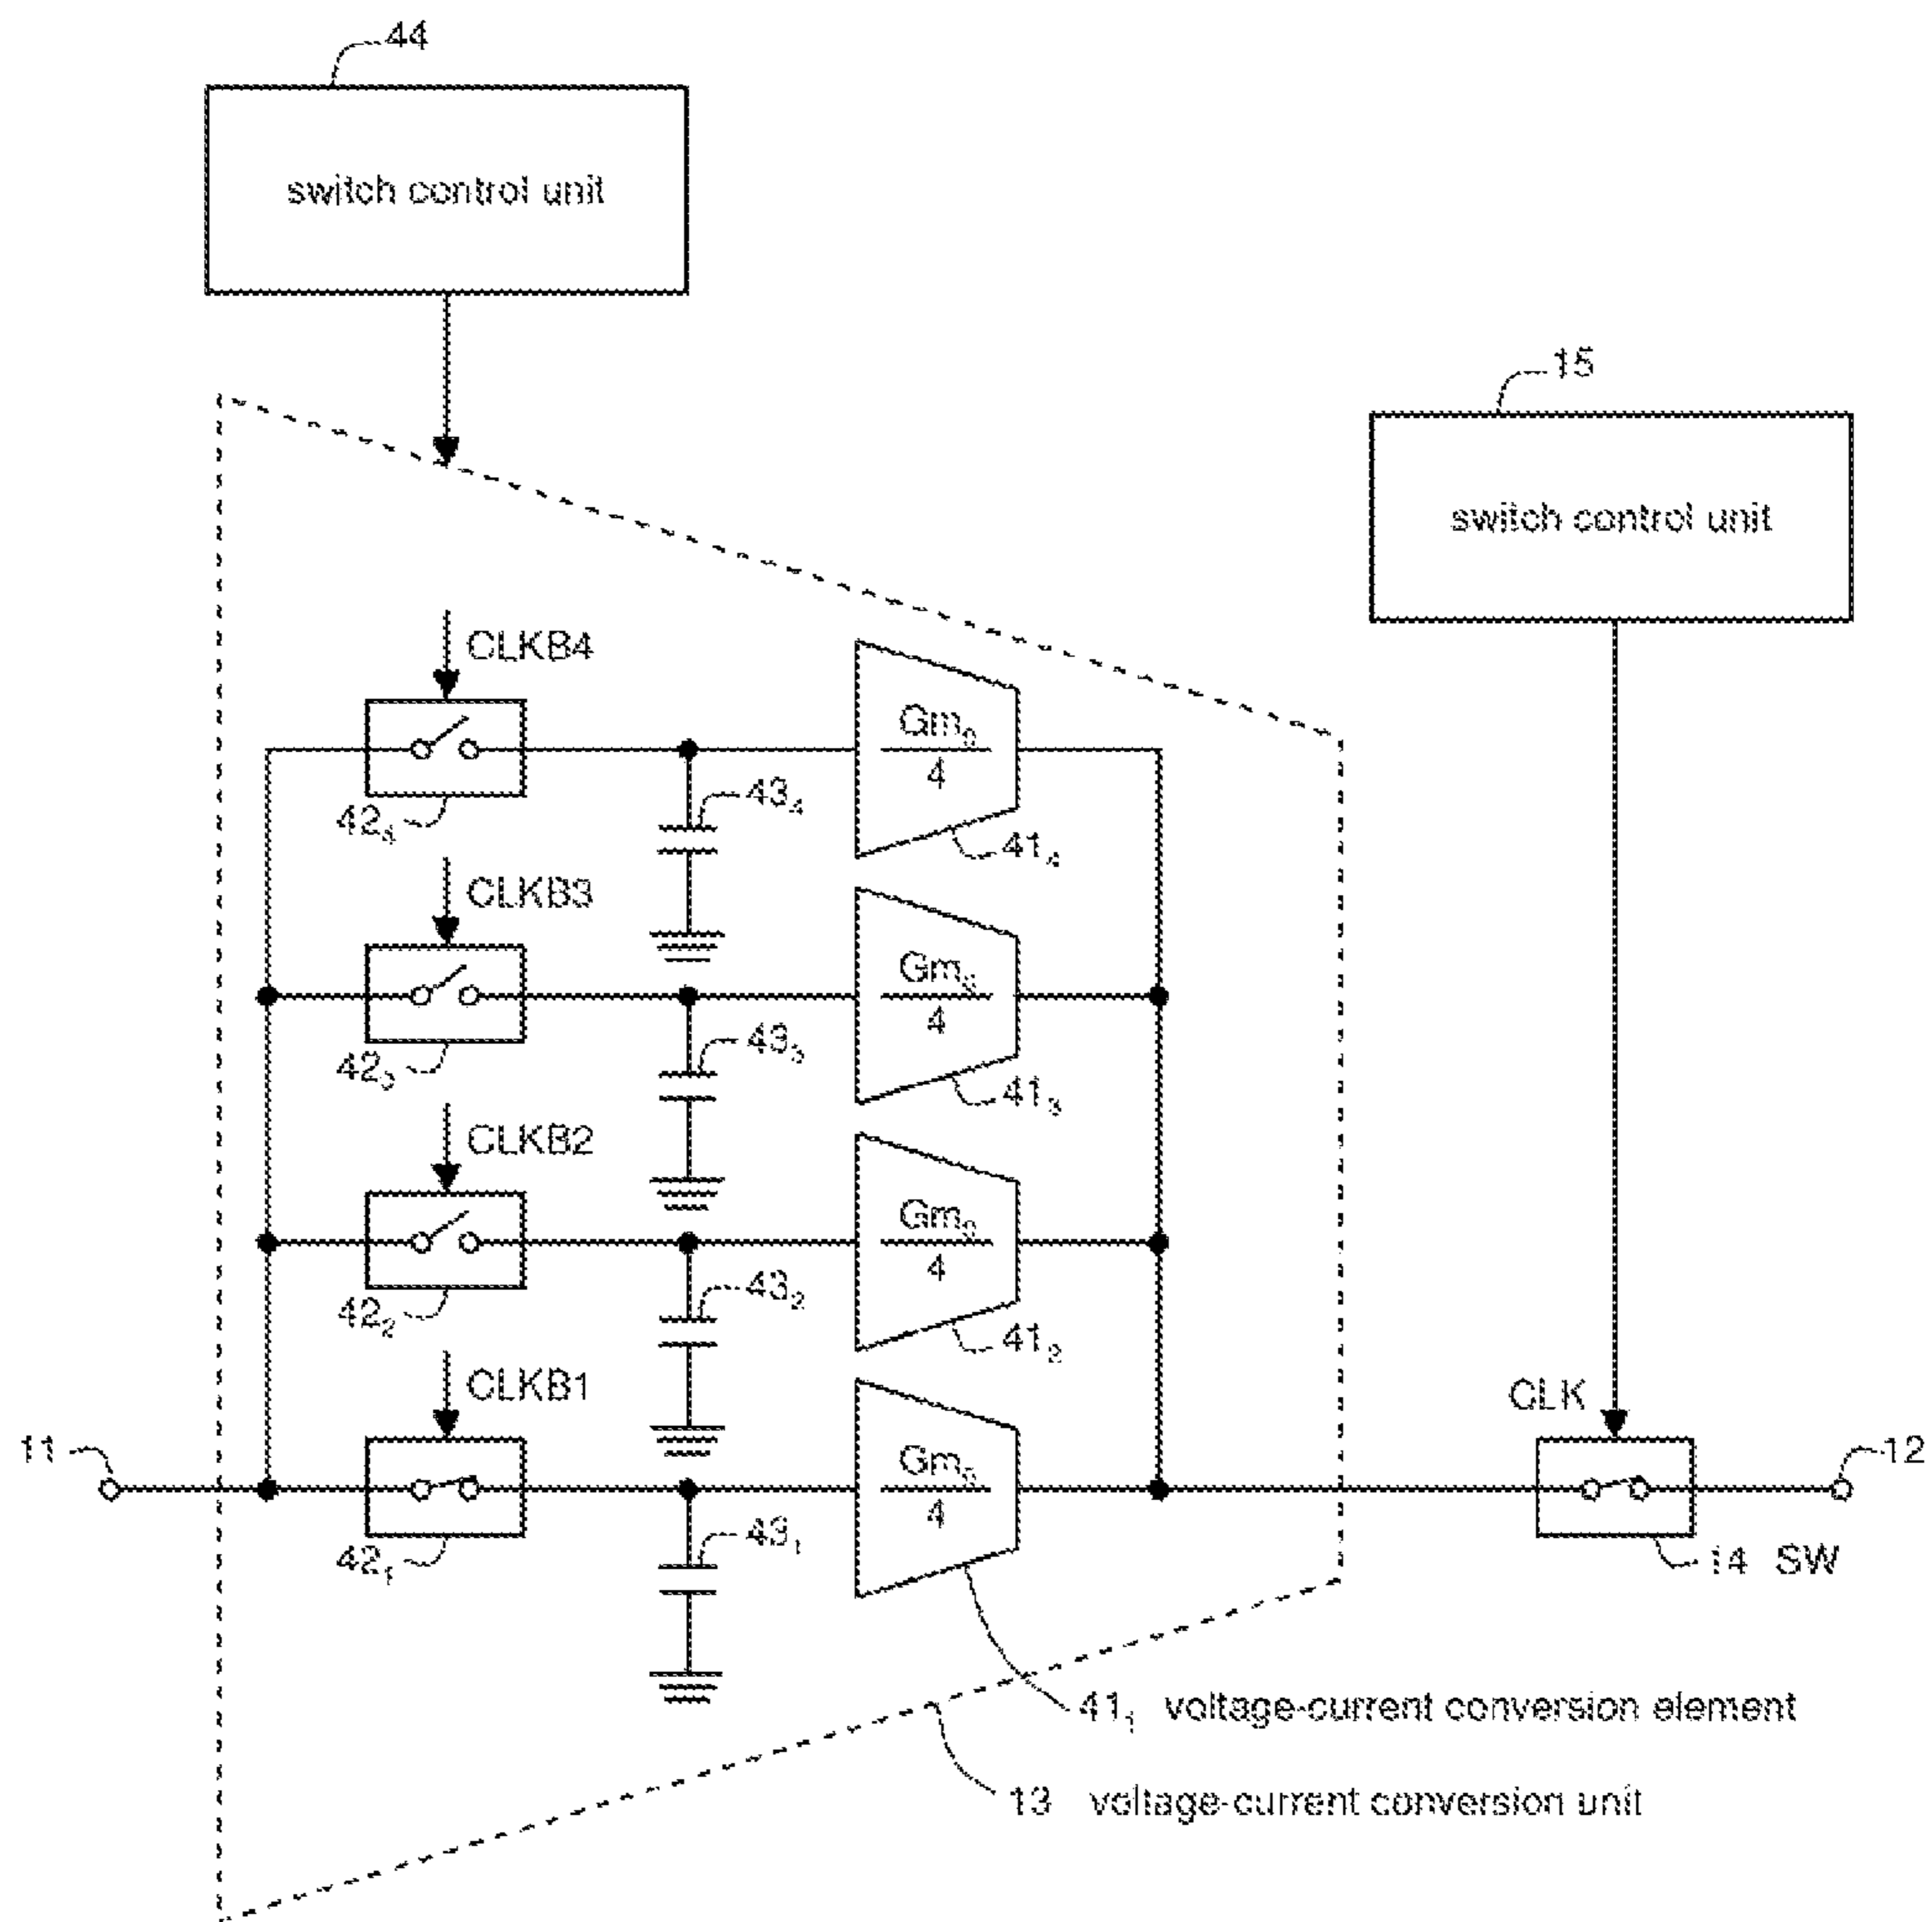 44
switch control unit
15
switch control unit
CLKB4
Gm₀
4
42₄
43₄
41₄
CLKB3
Gm₀
4
42₃
43₃
41₃
CLKB2
Gm₀
4
42₂
43₂
41₂
CLKB1
CLK
11
Gm₀
4
12
42₁
43₁
14 SW
41₁ voltage-current conversion element
13 voltage-current conversion unit